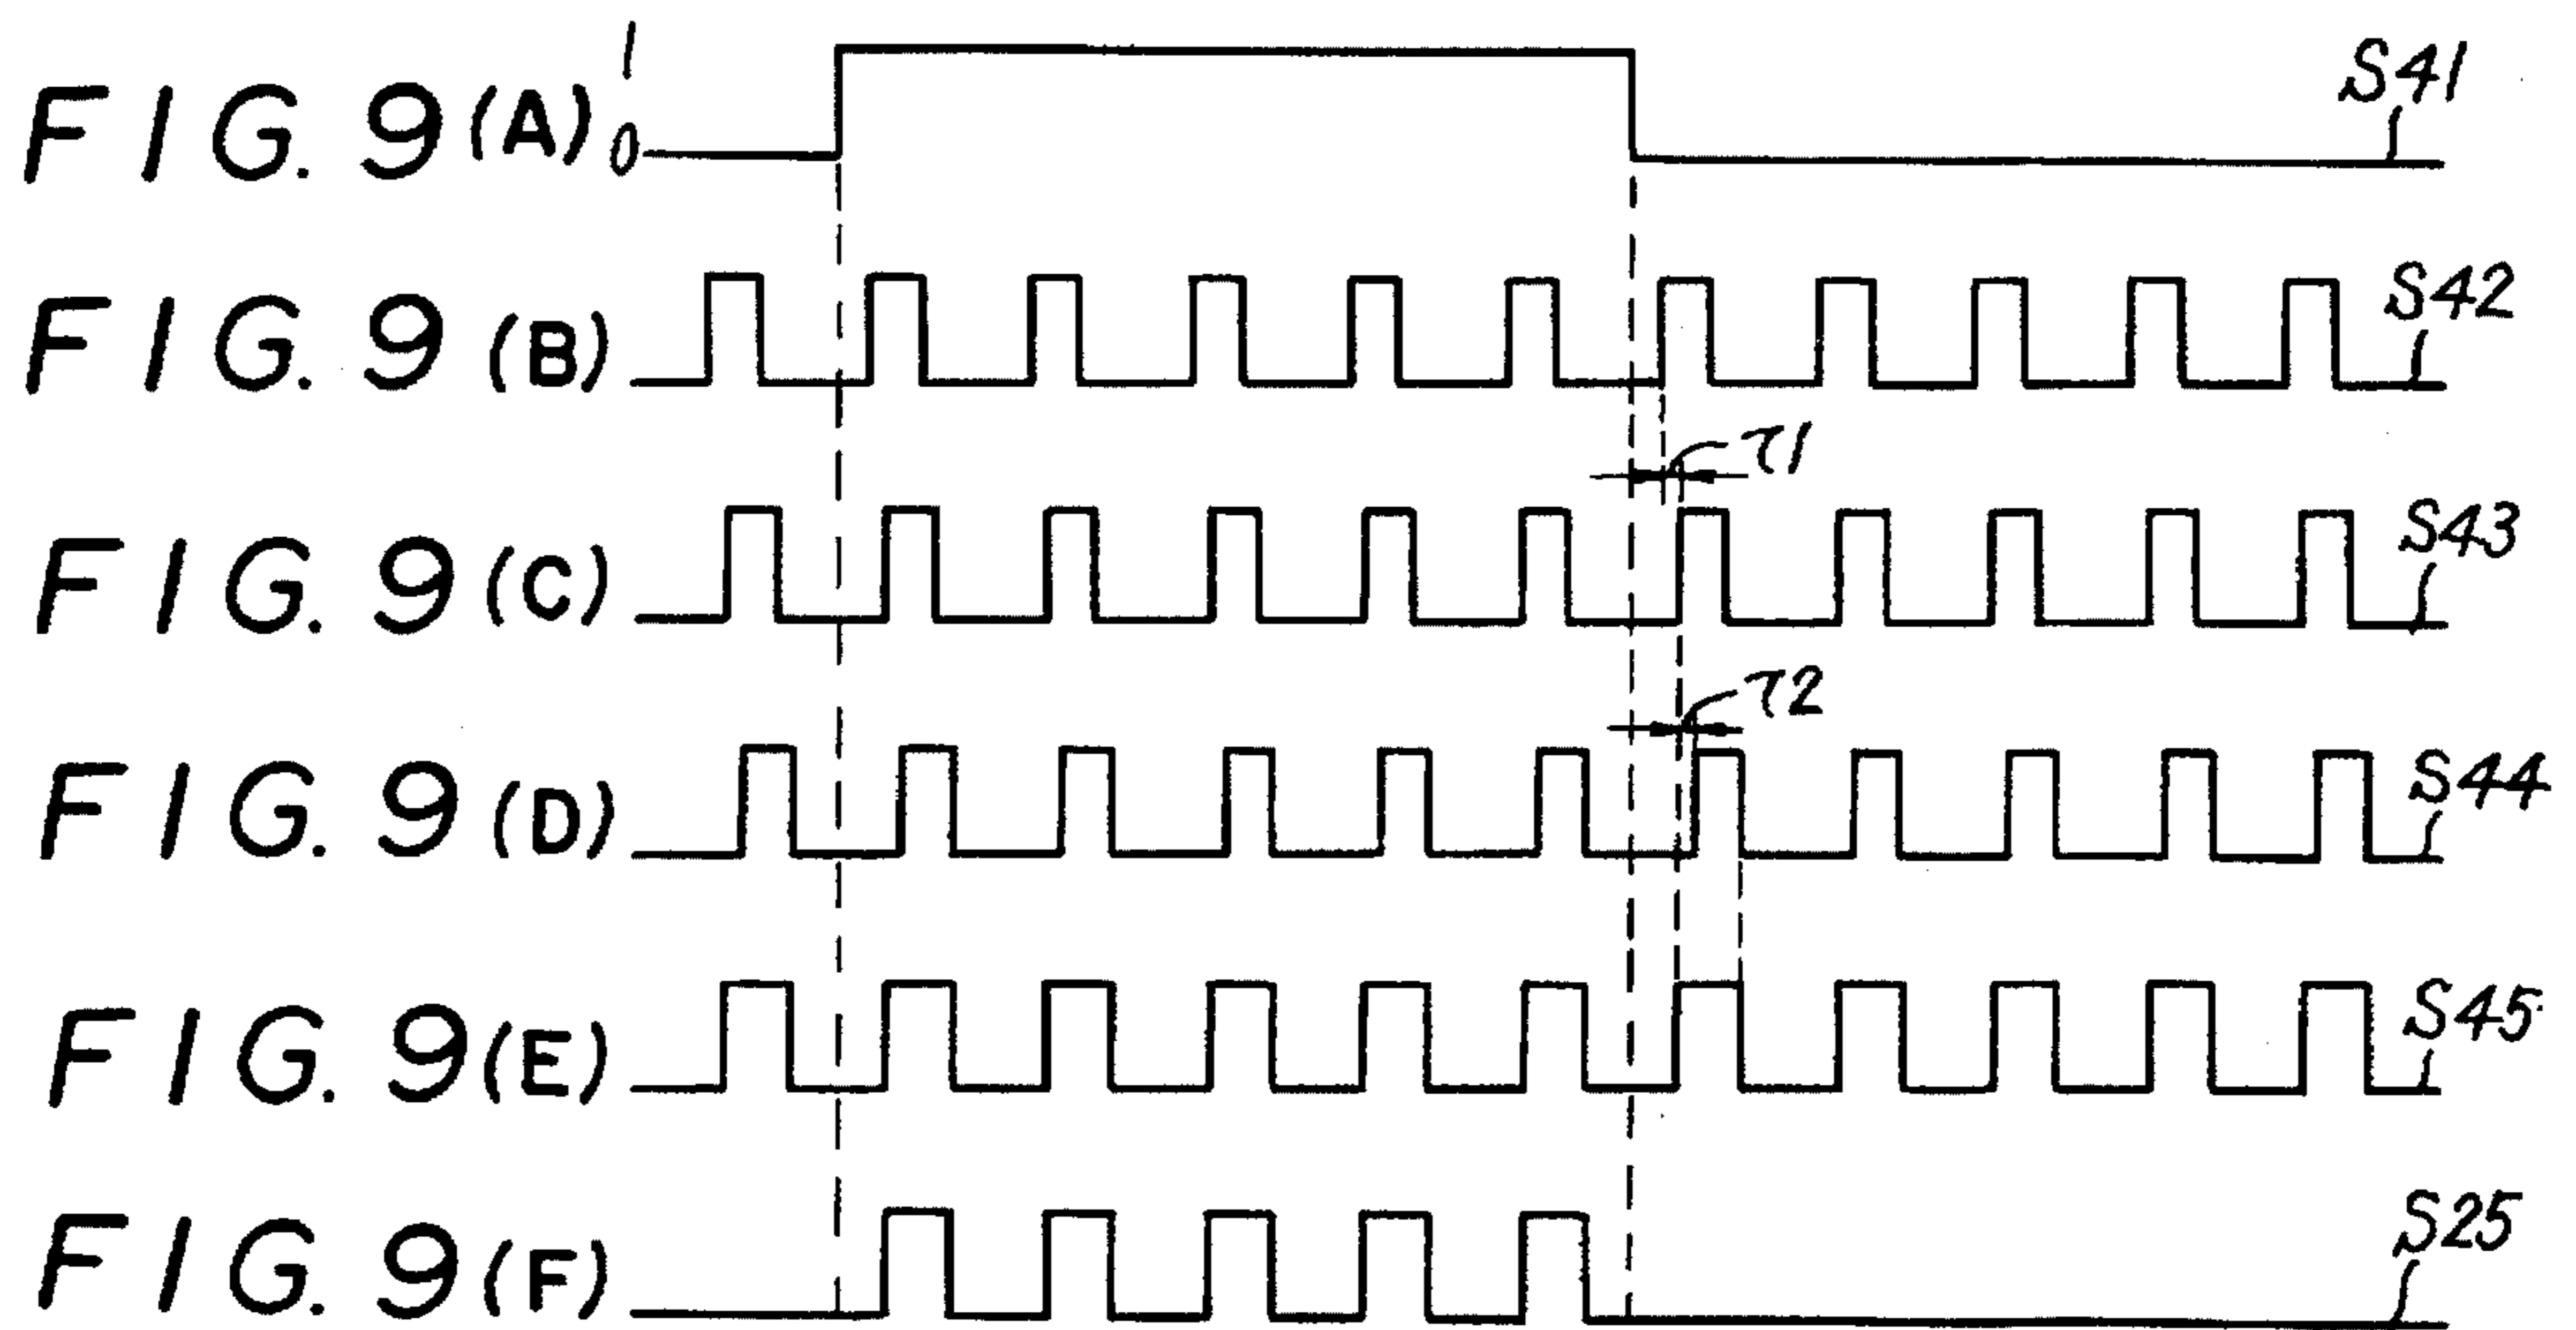 FIG. 9 (A) 1 0 S41
FIG. 9 (B) S42
τ1
FIG. 9 (C) S43
τ2
FIG. 9 (D) S44
FIG. 9 (E) S45
FIG. 9 (F) S25